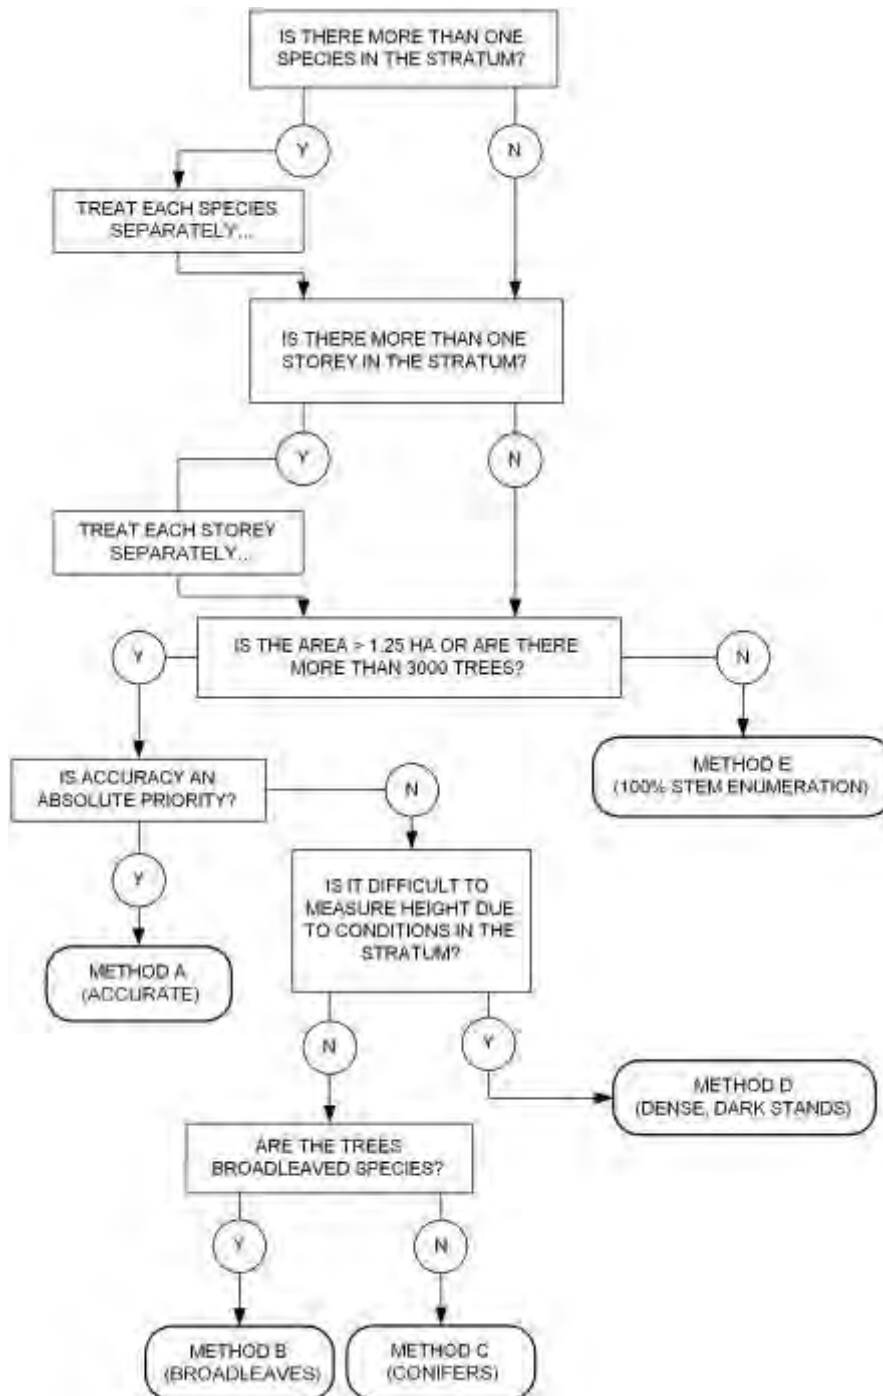 IS THERE MORE THAN ONE
SPECIES IN THE STRATUM?
Y
N
TREAT EACH SPECIES
SEPARATELY...
IS THERE MORE THAN ONE
STOREY IN THE STRATUM?
Y
N
TREAT EACH STOREY
SEPARATELY...
IS THE AREA > 1.25 HA OR ARE THERE
MORE THAN 3000 TREES?
Y
N
IS ACCURACY AN
ABSOLUTE PRIORITY?
N
METHOD E
(100% STEM ENUMERATION)
Y
IS IT DIFFICULT TO
MEASURE HEIGHT DUE
TO CONDITIONS IN THE
STRATUM?
METHOD A
(ACCURATE)
N
Y
METHOD D
(DENSE, DARK STANDS)
ARE THE TREES
BROADLEAVED SPECIES?
Y
N
METHOD B
(BROADLEAVES)
METHOD C
(CONIFERS)